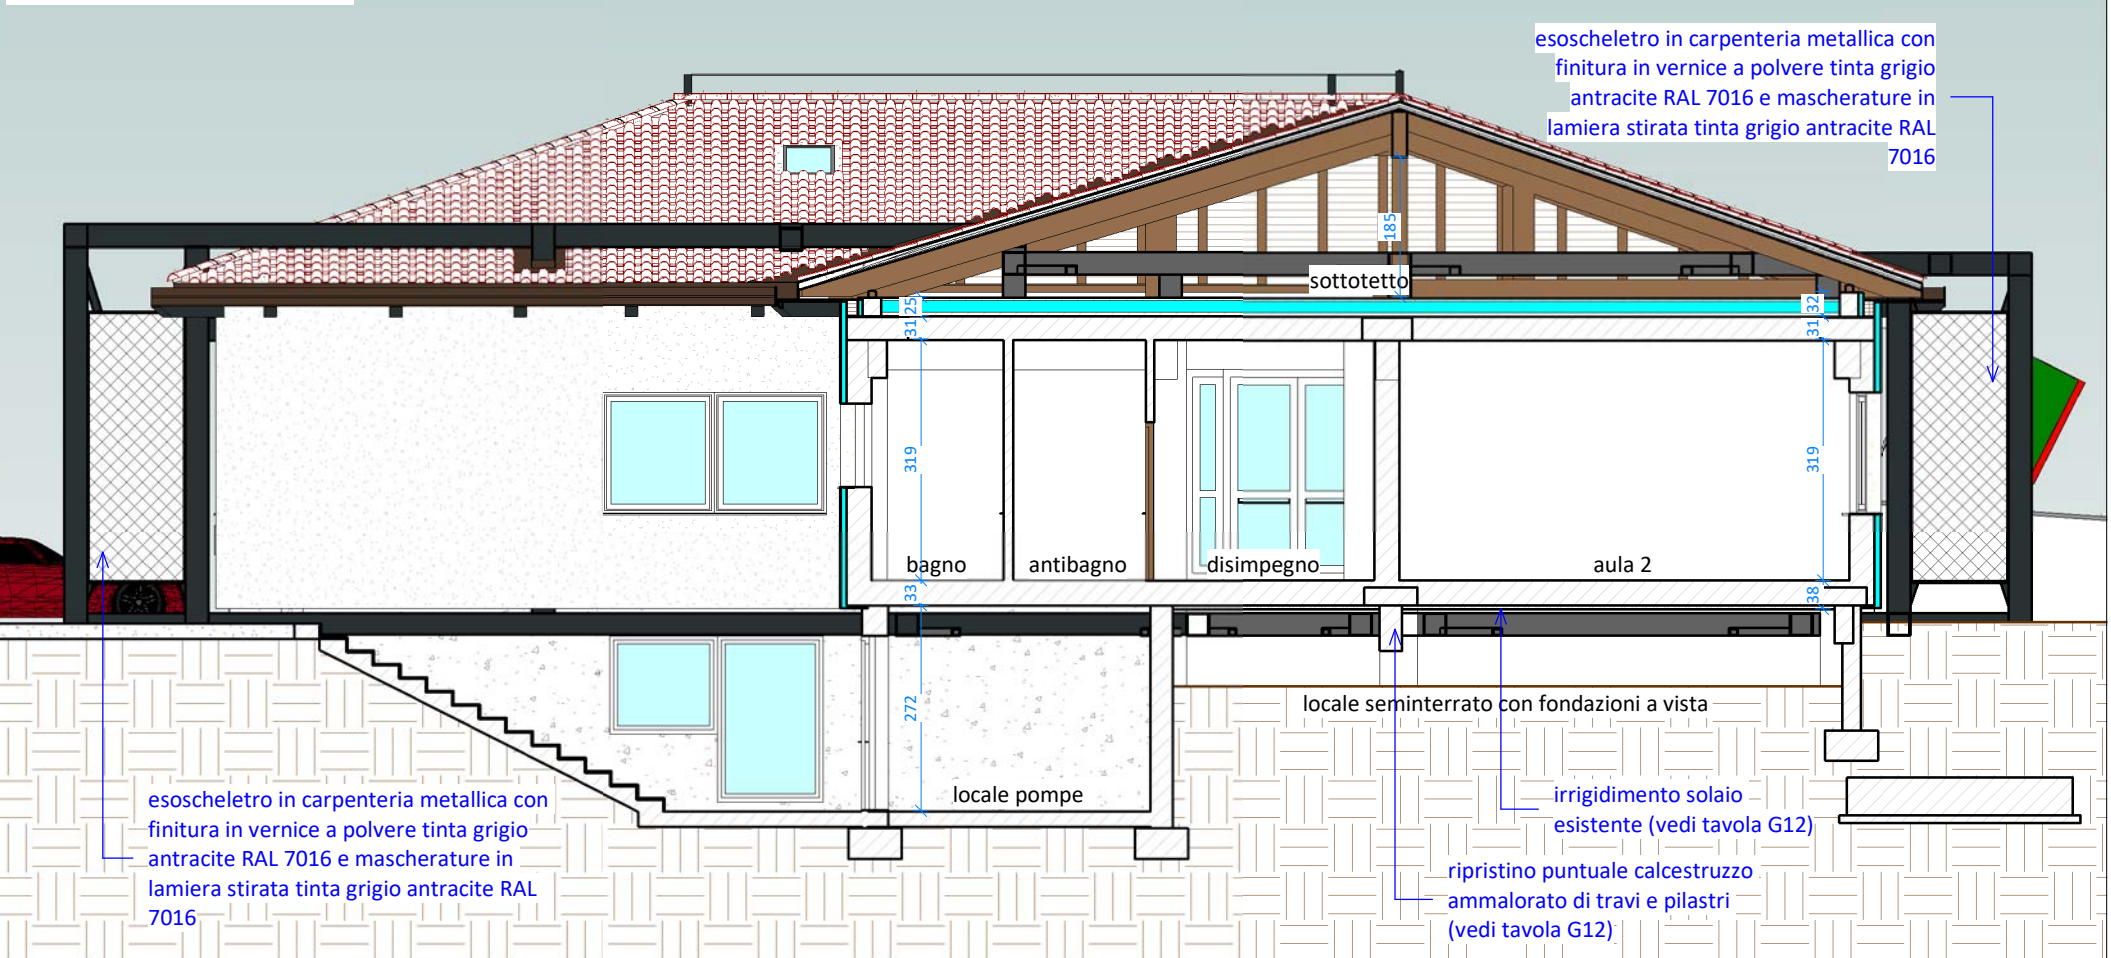 esoscheletro in carpenteria metallica con
finitura in vernice a polvere tinta grigio
antracite RAL 7016 e mascherature in
lamiera stirata tinta grigio antracite RAL
7016
185
sottotetto
25
31
32
31
319
319
bagno
antibagno
disimpegno
aula 2
33
38
272
locale seminterrato con fondazioni a vista
locale pompe
esoscheletro in carpenteria metallica con
finitura in vernice a polvere tinta grigio
antracite RAL 7016 e mascherature in
lamiera stirata tinta grigio antracite RAL
7016
irrigidimento solaio
esistente (vedi tavola G12)
ripristino puntuale calcestruzzo
ammalorato di travi e pilastri
(vedi tavola G12)